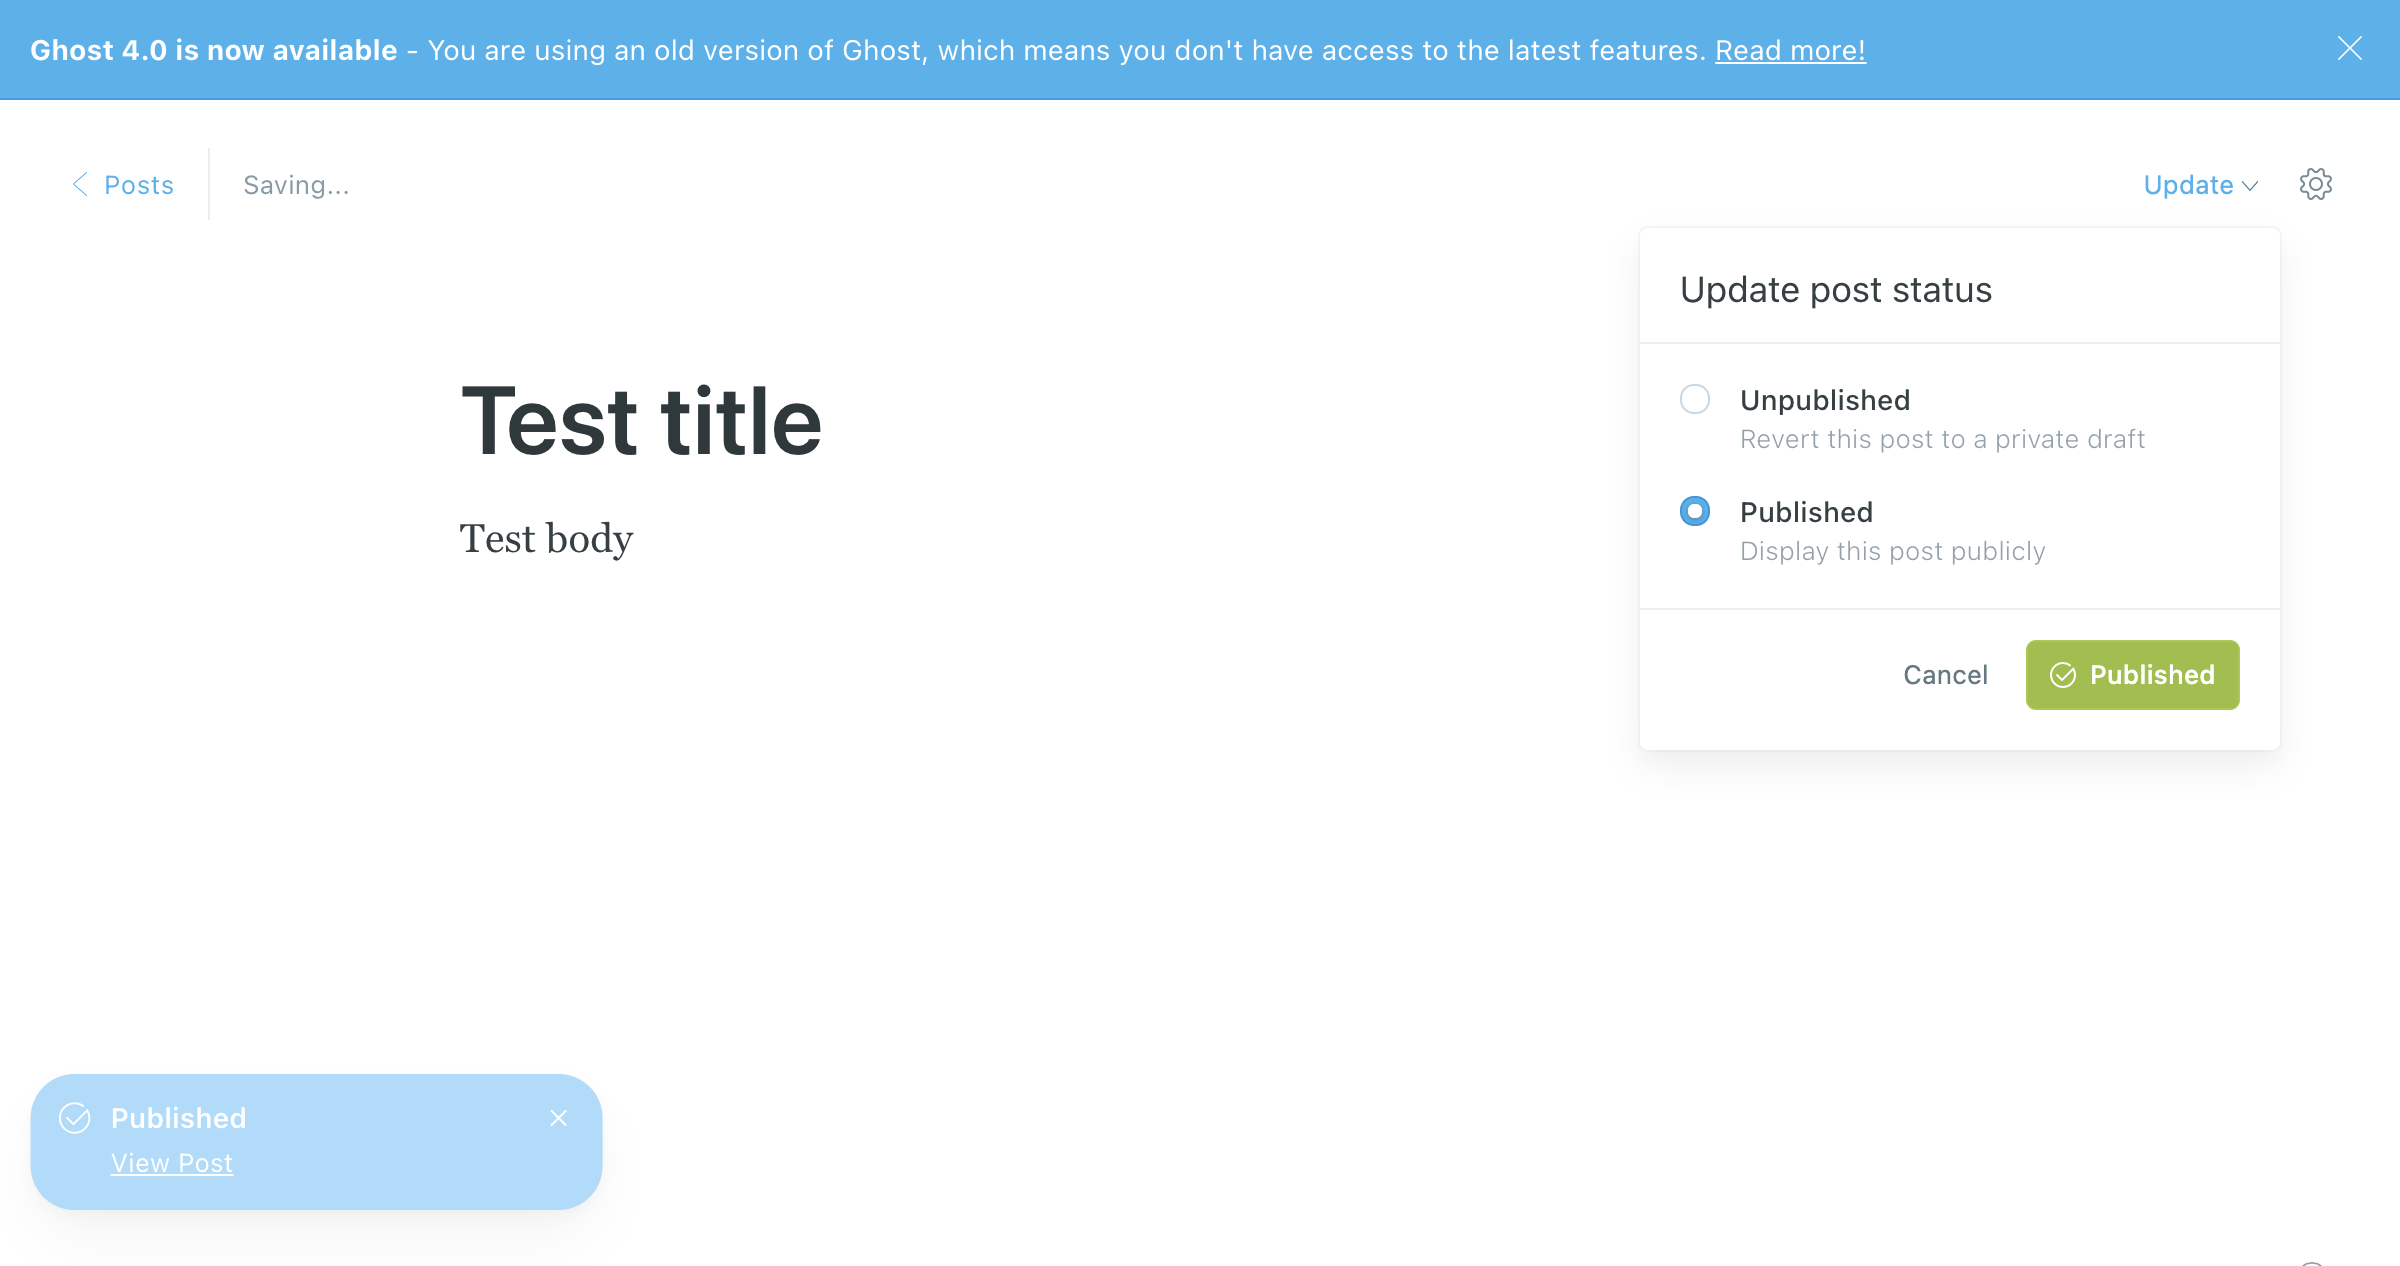 Ghost 4.0 is now available - You are using an old version of Ghost, which means you don't have access to the latest features. Read more!
Posts
Saving...
Update
Update post status
Unpublished
Revert this post to a private draft
Published
Display this post publicly
Cancel
Published
Test title
Test body
Published
View Post